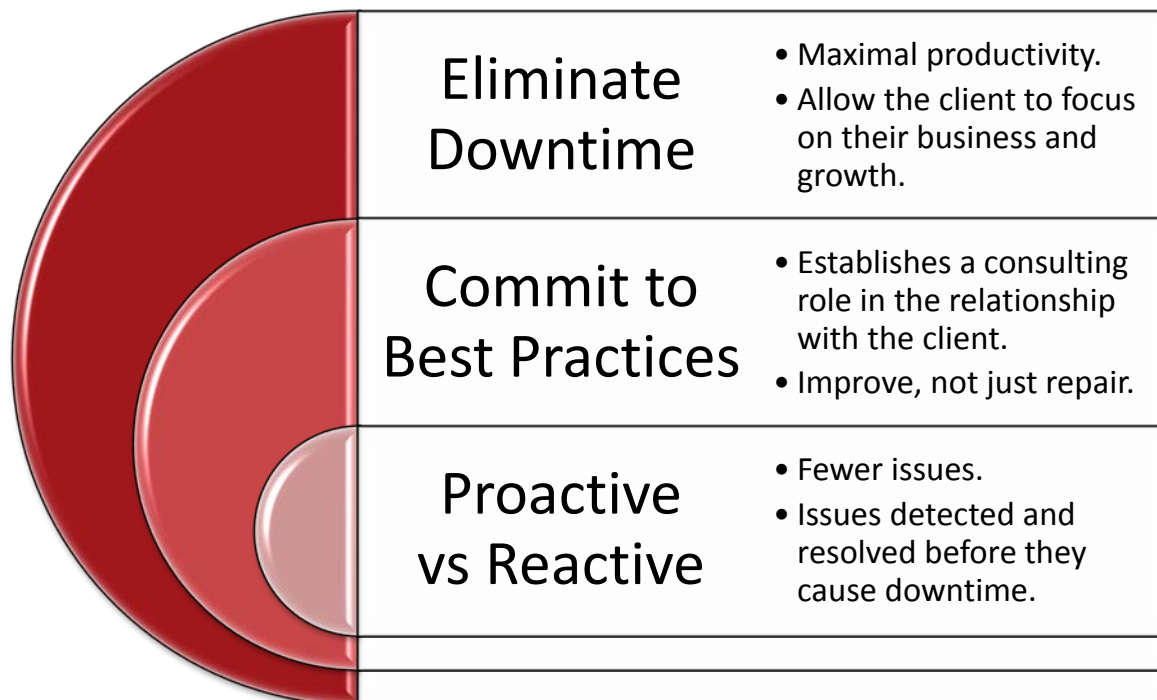 Eliminate
Downtime
• Maximal productivity.
• Allow the client to focus
on their business and
growth.
Commit to
Best Practices
• Establishes a consulting
role in the relationship
with the client.
• Improve, not just repair.
Proactive
vs Reactive
• Fewer issues.
• Issues detected and
resolved before they
cause downtime.